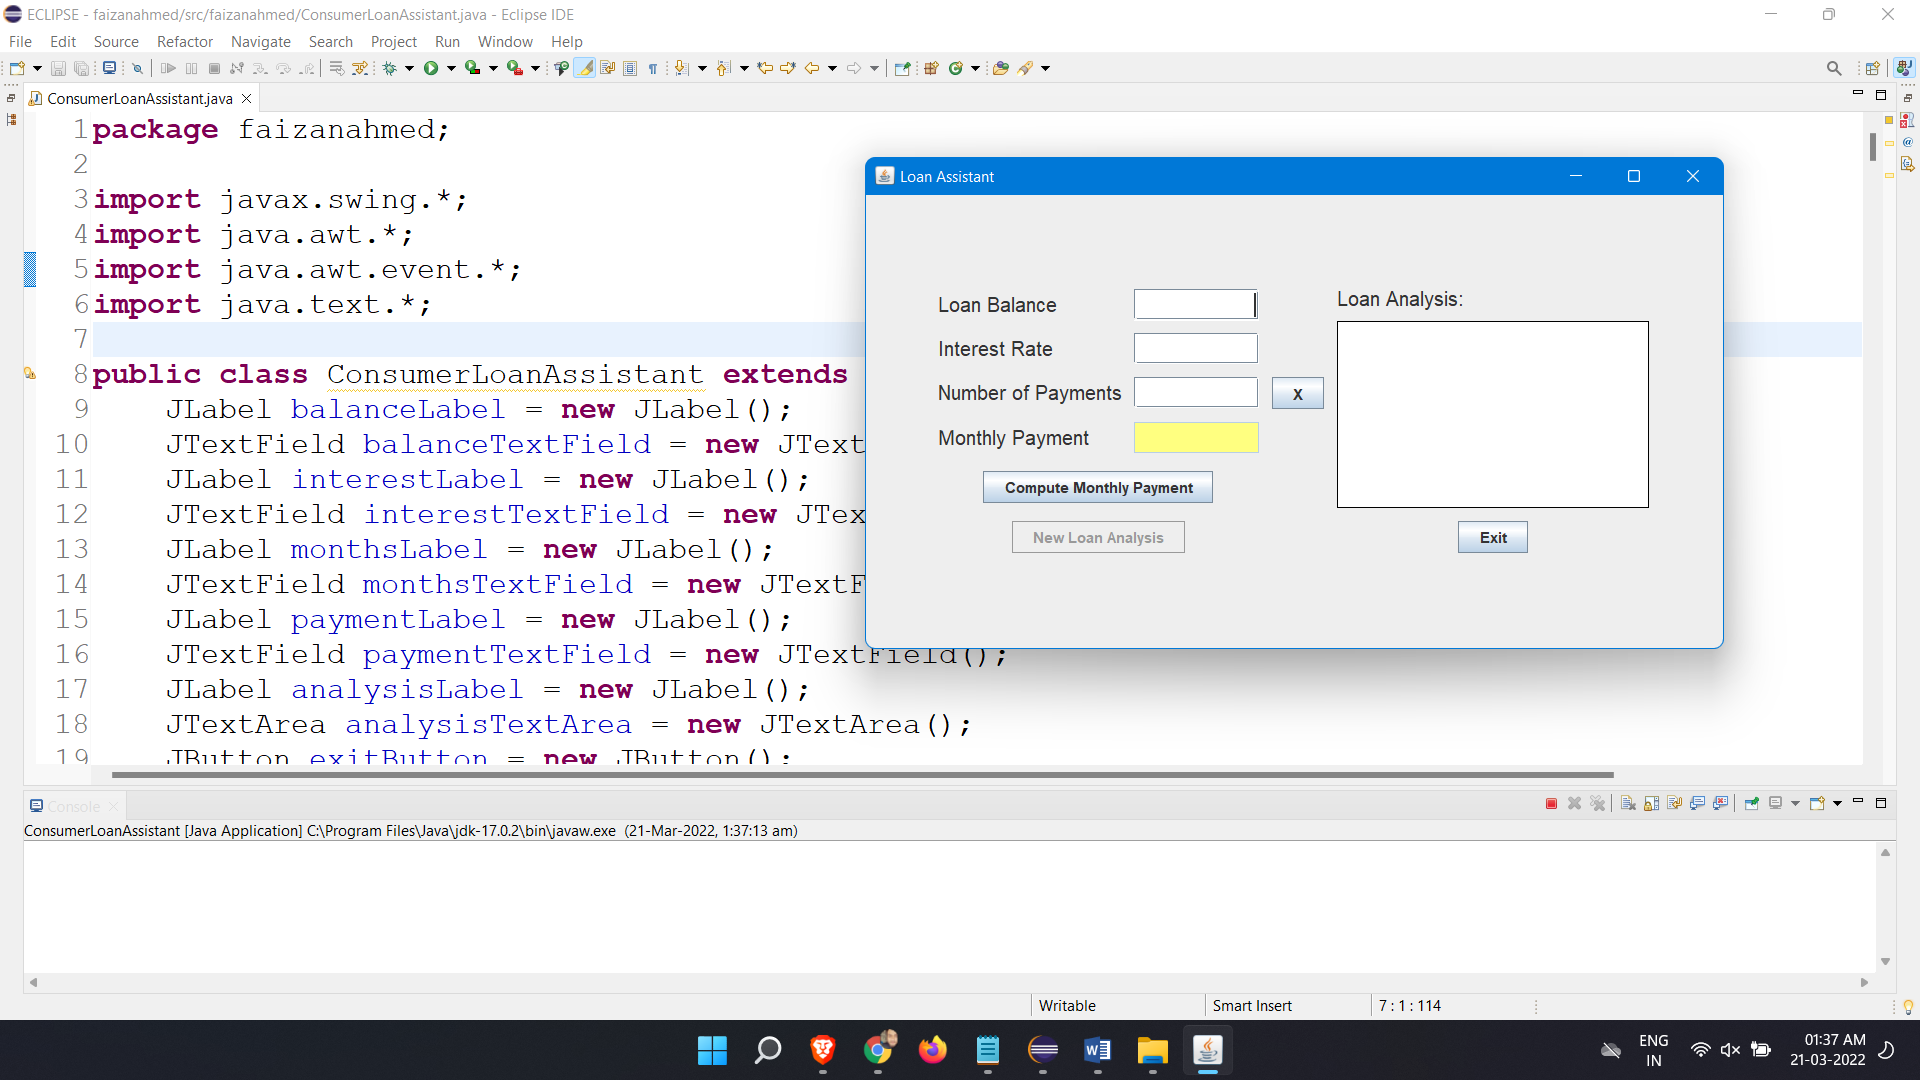 ECLIPSE - faizanahmed/src/faizanahmed/ConsumerLoanAssistant.java - Eclipse IDE
File Edit Source Refactor Navigate Search Project Run Window Help
ConsumerLoanAssistant.java
1 package faizanahmed;
2
3 import javax.swing.*;
4 import java.awt.*;
5 import java.awt.event.*;
6 import java.text.*;
7
8 public class ConsumerLoanAssistant extends
9 JLabel balanceLabel = new JLabel();
10 JTextField balanceTextField = new JText
11 JLabel interestLabel = new JLabel();
12 JTextField interestTextField = new JTex
13 JLabel monthsLabel = new JLabel();
14 JTextField monthsTextField = new JTextF
15 JLabel paymentLabel = new JLabel();
16 JTextField paymentTextField = new JTextField();
17 JLabel analysisLabel = new JLabel();
18 JTextArea analysisTextArea = new JTextArea();
19 JButton exitButton = new JButton();
Loan Assistant
Loan Balance
Interest Rate
Number of Payments
X
Monthly Payment
Compute Monthly Payment
New Loan Analysis
Loan Analysis:
Exit
Console
ConsumerLoanAssistant [Java Application] C:\Program Files\Java\jdk-17.0.2\bin\javaw.exe (21-Mar-2022, 1:37:13 am)
Writable Smart Insert 7 : 1 : 114
ENG
IN
01:37 AM
21-03-2022